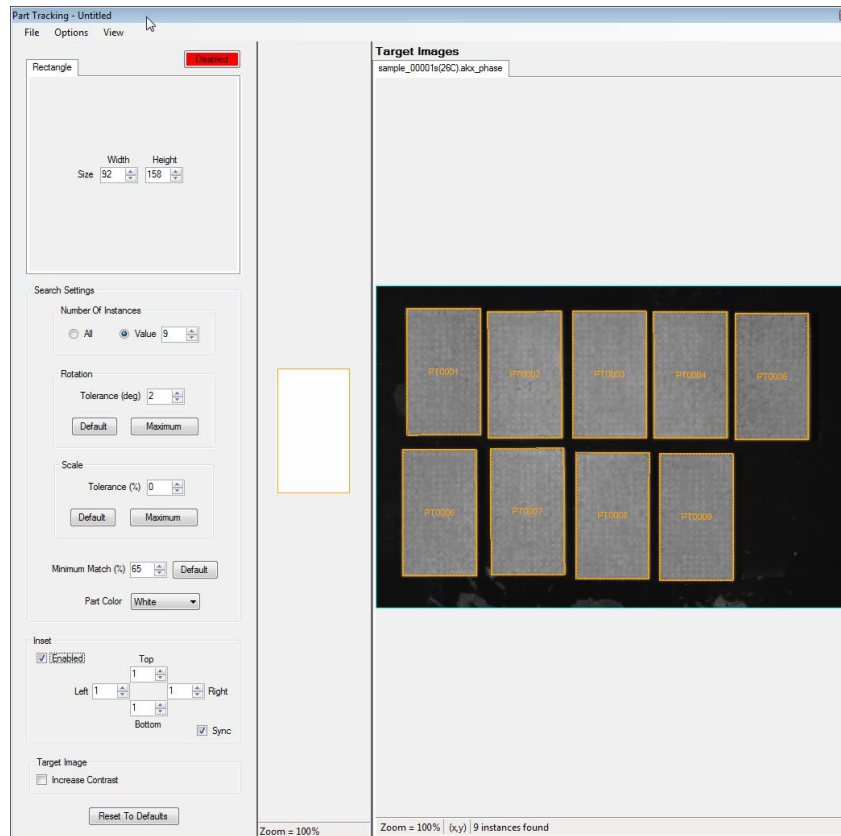 Part Tracking - Untitled
File Options View
Disabled
Rectangle
Width Height
Size 92 158
Search Settings
Number Of Instances
All Value 9
Rotation
Tolerance (deg) 2
Default Maximum
Scale
Tolerance (%) 0
Default Maximum
Minimum Match (%) 65 Default
Part Color White
Inset
Enabled Top
1
Left 1 1 Right
1
Bottom
Sync
Target Image
Increase Contrast
Reset To Defaults
Zoom = 100%
Target Images
sample_00001s(26C).akx_phase
PT0001 PT0002 PT0003 PT0004 PT0005
PT0006 PT0007 PT0008 PT0009
Zoom = 100% (x,y) 9 instances found